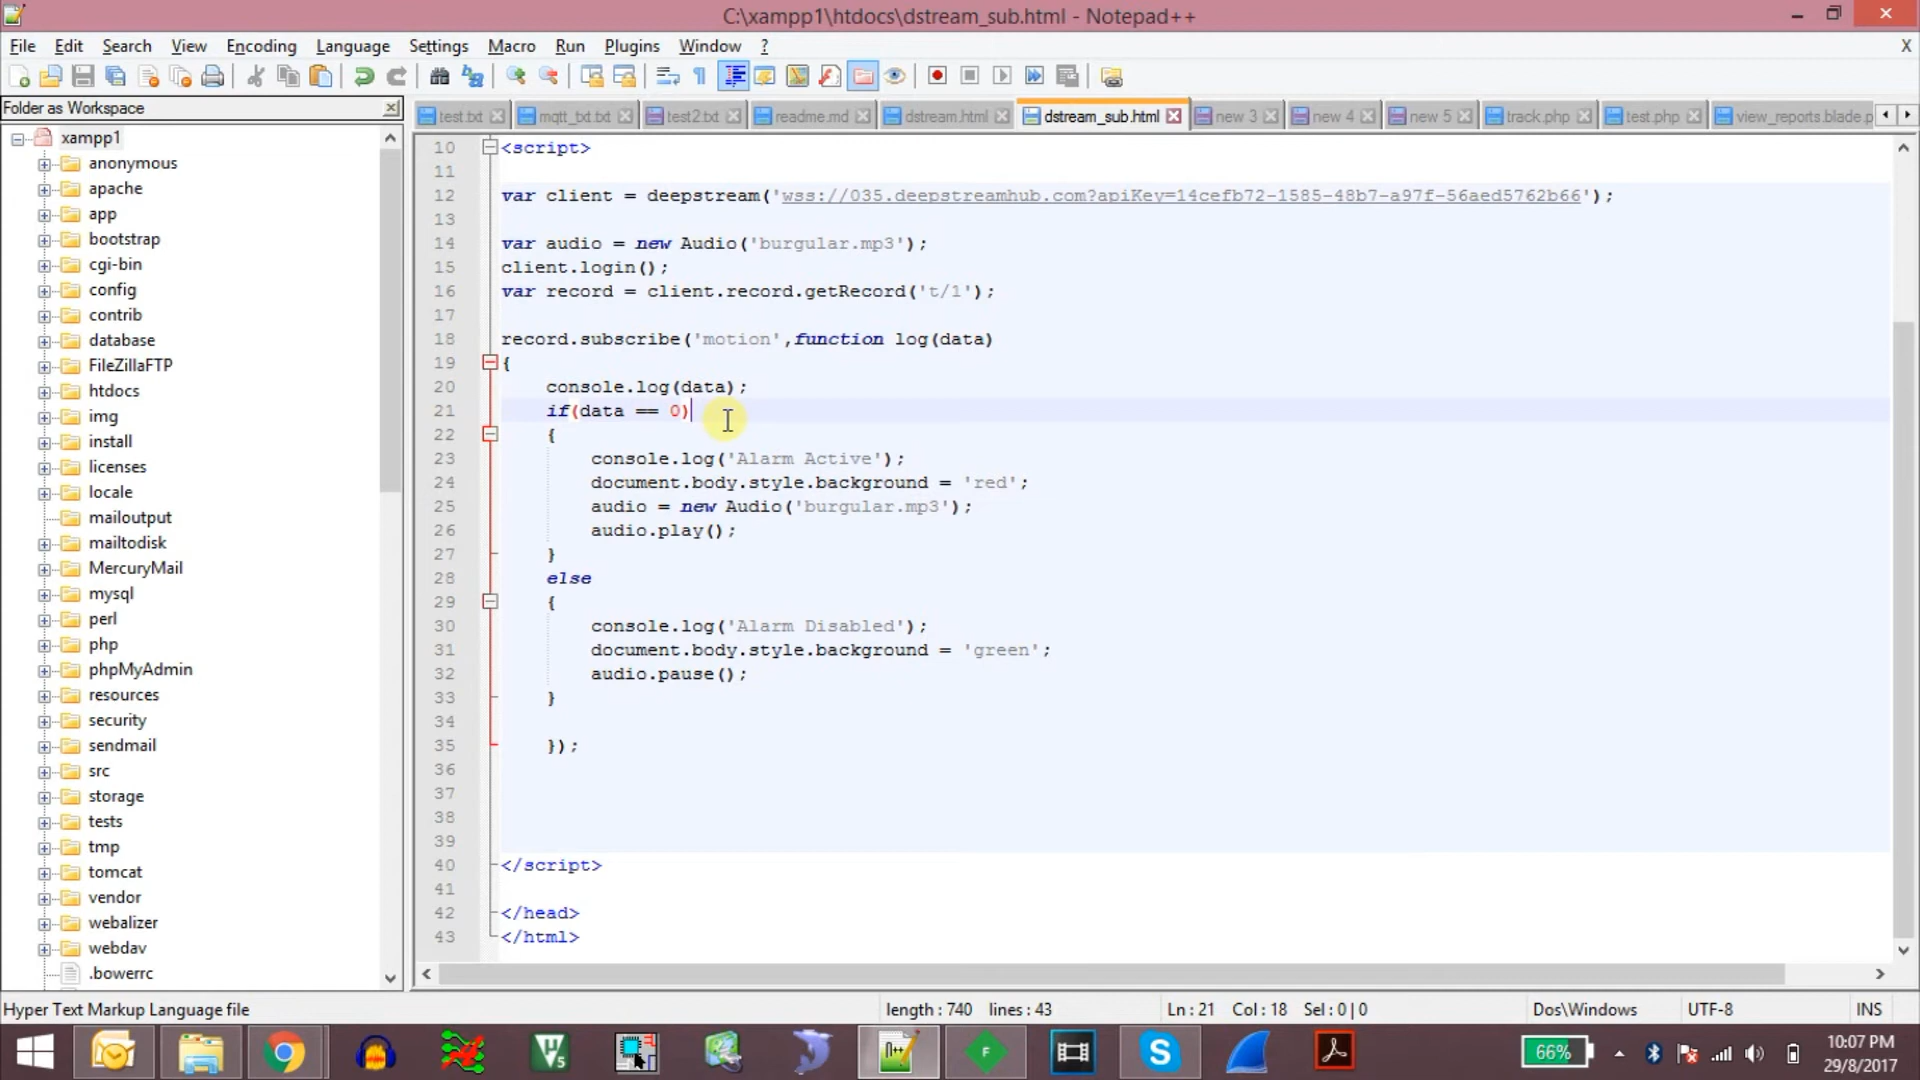 C:\xampp1\htdocs\dstream_sub.html - Notepad++
File Edit Search View Encoding Language Settings Macro Run Plugins Window ? X
Folder as Workspace
test.txt mqtt_txt.txt test2.txt readme.md dstream.html dstream_sub.html new 3 new 4 new 5 track.php test.php view_reports.blade.p
xampp1
anonymous
apache
app
bootstrap
cgi-bin
config
contrib
database
FileZillaFTP
htdocs
img
install
licenses
locale
mailoutput
mailtodisk
MercuryMail
mysql
perl
php
phpMyAdmin
resources
security
sendmail
src
storage
tests
tmp
tomcat
vendor
webalizer
webdav
.bowerrc
10 <script>
11
12 var client = deepstream('wss://035.deepstreamhub.com?apiKey=14cefb72-1585-48b7-a97f-56aed5762b66');
13
14 var audio = new Audio('burgular.mp3');
15 client.login();
16 var record = client.record.getRecord('t/1');
17
18 record.subscribe('motion',function log(data)
19 {
20 console.log(data);
21 if(data == 0)
22 {
23 console.log('Alarm Active');
24 document.body.style.background = 'red';
25 audio = new Audio('burgular.mp3');
26 audio.play();
27 }
28 else
29 {
30 console.log('Alarm Disabled');
31 document.body.style.background = 'green';
32 audio.pause();
33 }
34
35 });
36
37
38
39
40 </script>
41
42 </head>
43 </html>
Hyper Text Markup Language file length : 740 lines : 43 Ln : 21 Col : 18 Sel : 0 | 0 Dos\Windows UTF-8 INS
66% 10:07 PM
29/8/2017